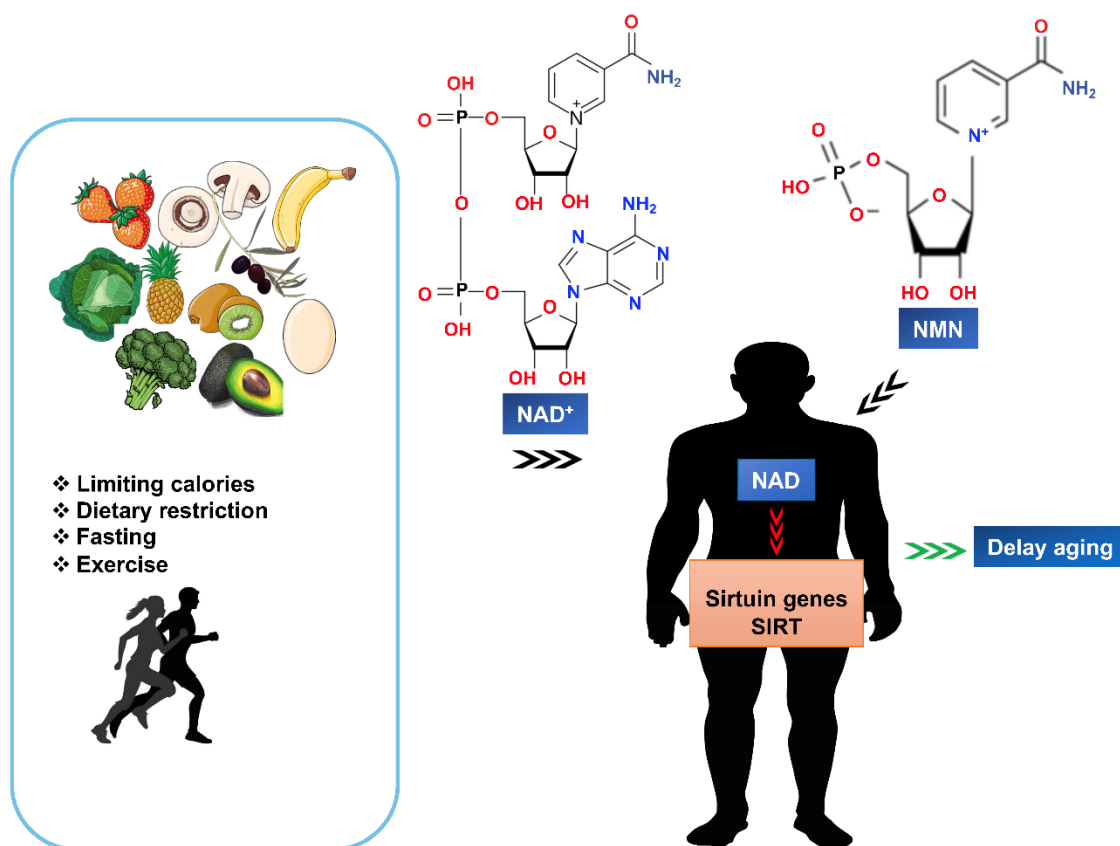 ❖ Limiting calories
❖ Dietary restriction
❖ Fasting
❖ Exercise
O
NH₂
N
+
OH
O
P
O
O
OH
OH
O
NH₂
N
N
N
N
O
P
O
OH
O
OH
OH
NAD⁺
O
NH₂
N⁺
O
P
O
HO
O
O
HO
OH
NMN
NAD
Sirtuin genes
SIRT
Delay aging